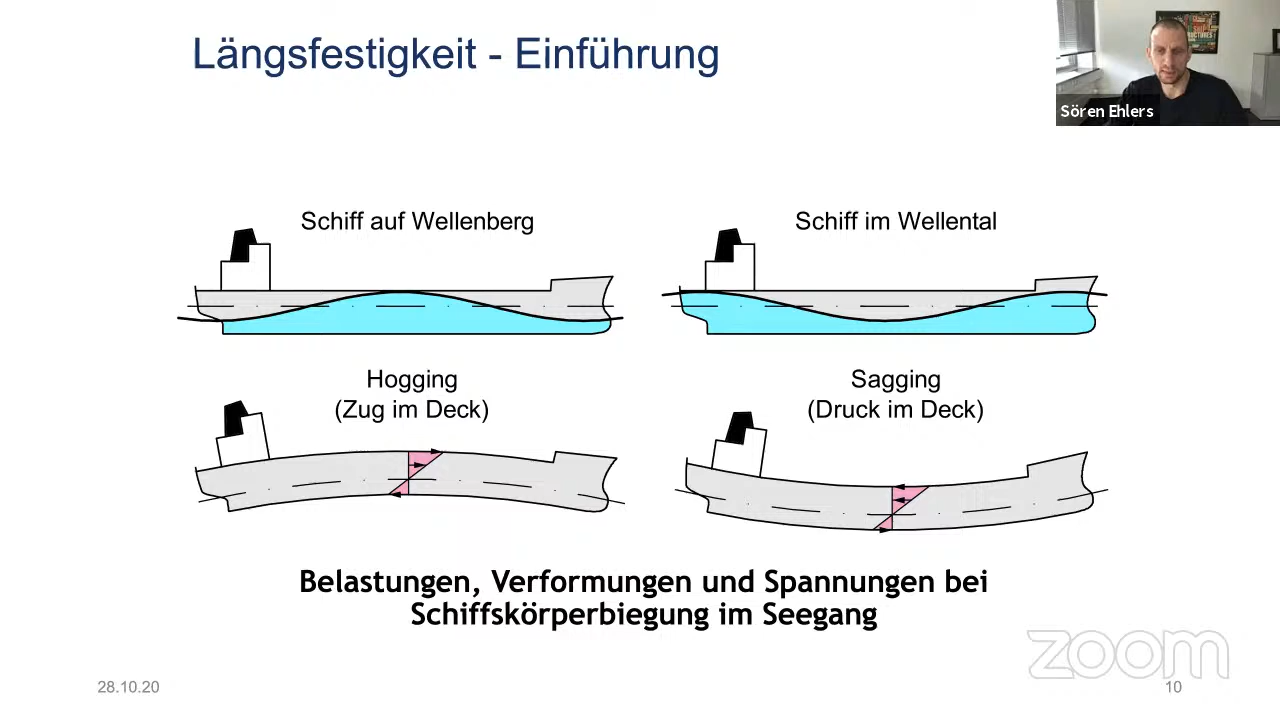 Längsfestigkeit - Einführung
Sören Ehlers
Schiff auf Wellenberg
Schiff im Wellental
Hogging
(Zug im Deck)
Sagging
(Druck im Deck)
Belastungen, Verformungen und Spannungen bei
Schiffskörperbiegung im Seegang
zoom
28.10.20
10